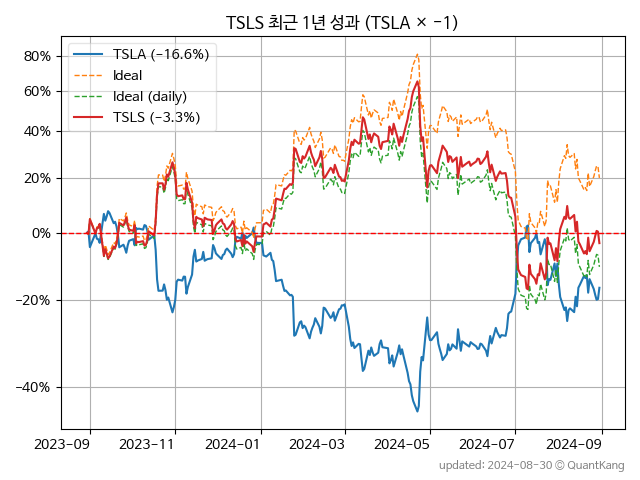 TSLS 최근 1년 성과 (TSLA × −1)
TSLA (−16.6%)
Ideal
Ideal (daily)
TSLS (−3.3%)
80%
60%
40%
20%
0%
−20%
−40%
2023-09 2023-11 2024-01 2024-03 2024-05 2024-07 2024-09
updated: 2024-08-30 © QuantKang